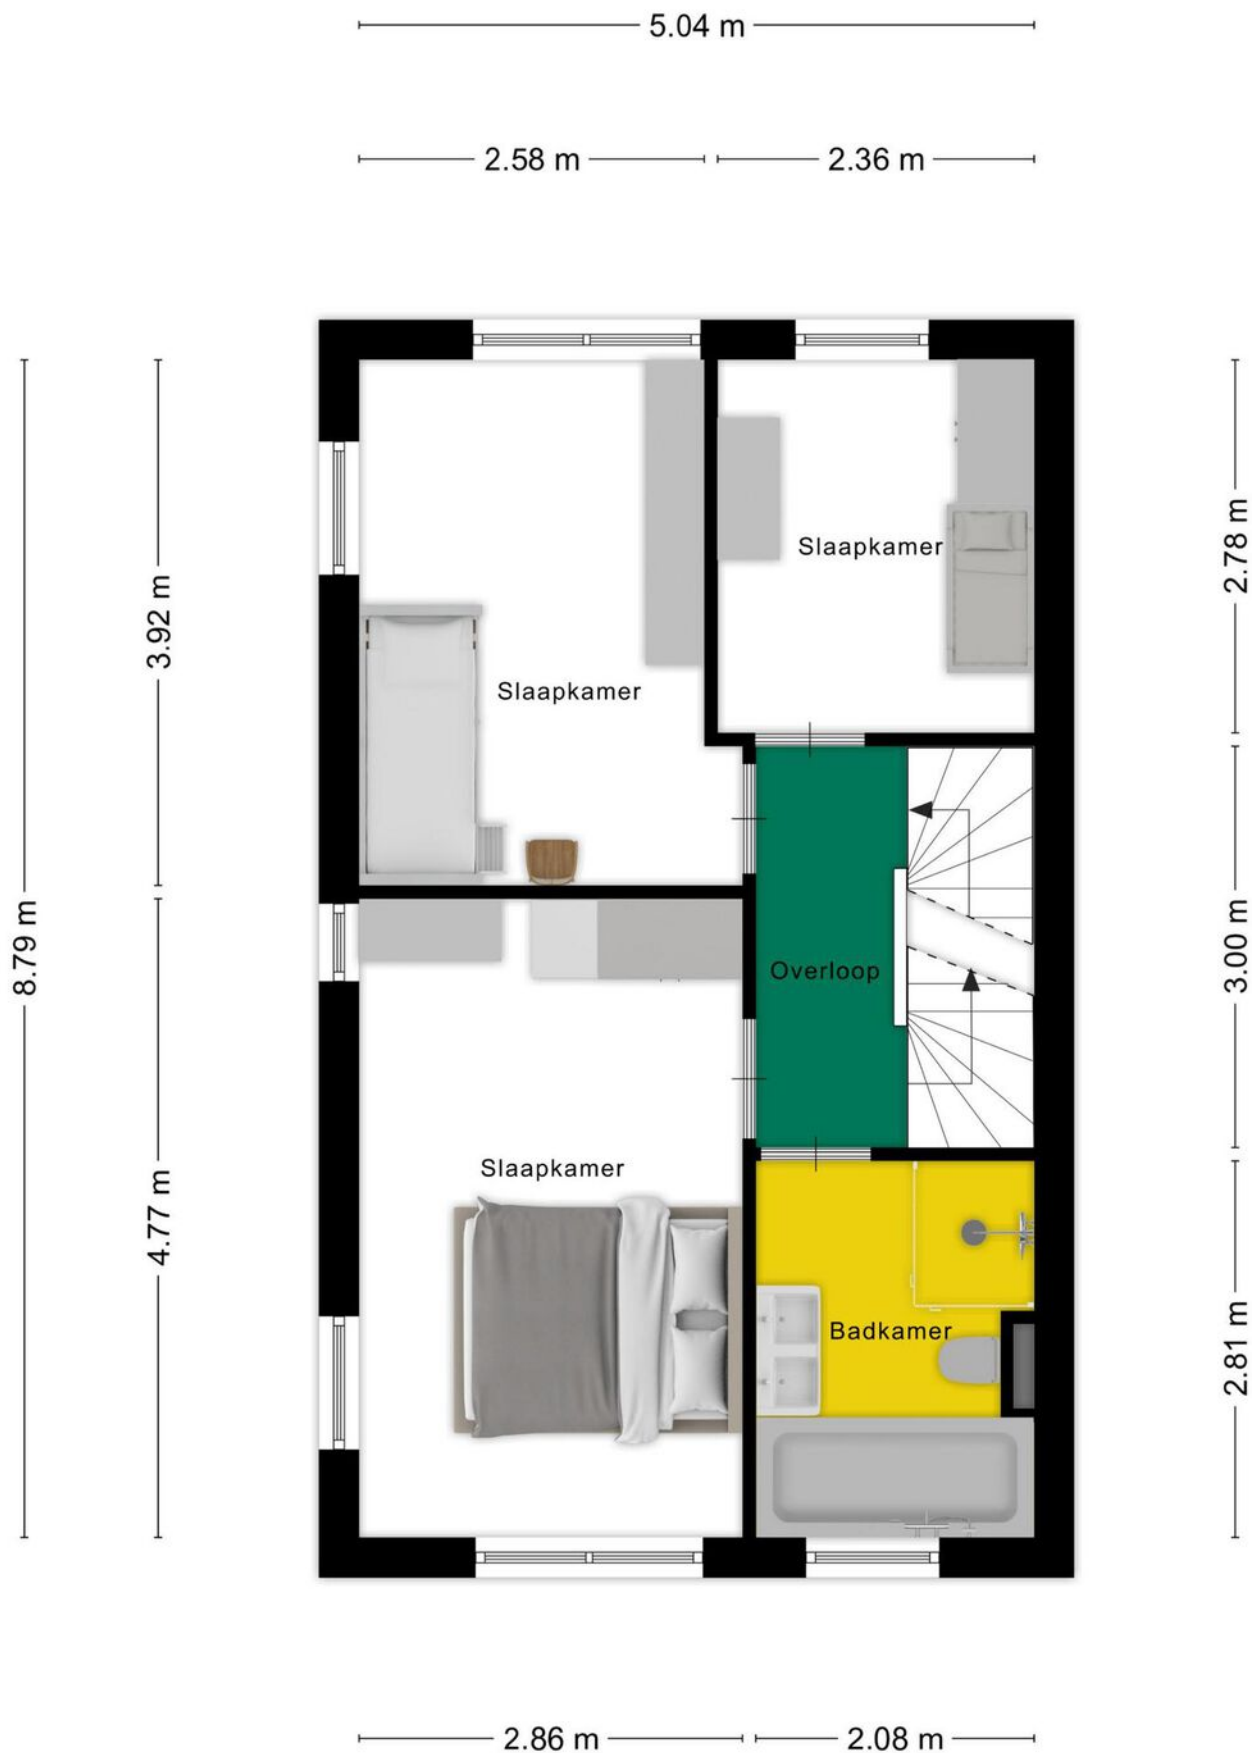 5.04 m
2.58 m
2.36 m
Slaapkamer
2.78 m
3.92 m
Slaapkamer
8.79 m
Overloop
3.00 m
Slaapkamer
4.77 m
Badkamer
2.81 m
2.86 m
2.08 m